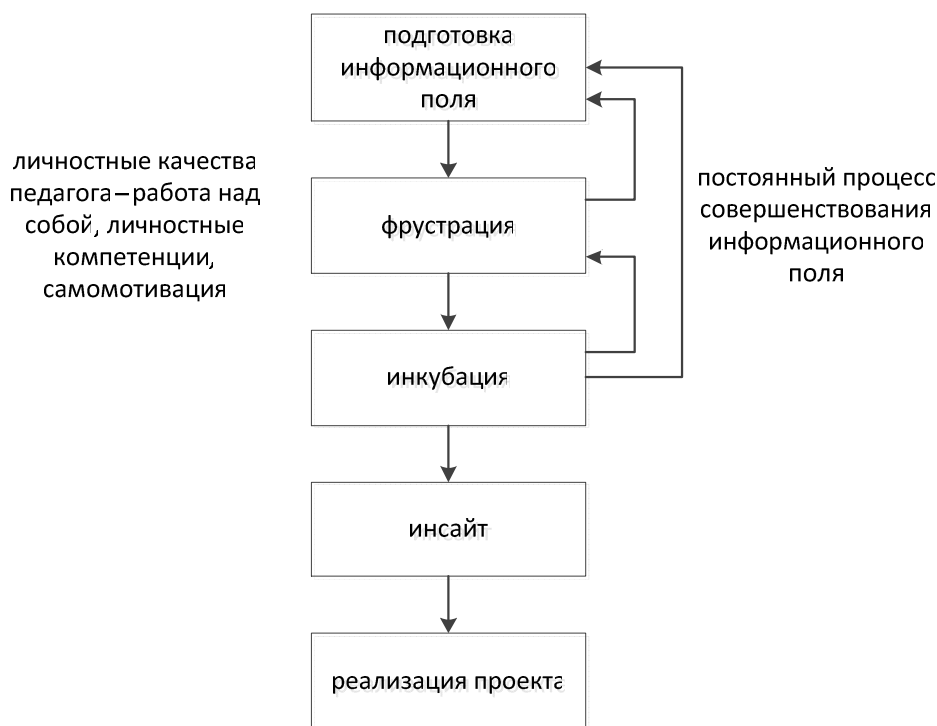 подготовка
информационного
поля
личностные качества
педагога – работа над
собой, личностные
компетенции,
самомотивация
фрустрация
постоянный процесс
совершенствования
информационного
поля
инкубация
инсайт
реализация проекта